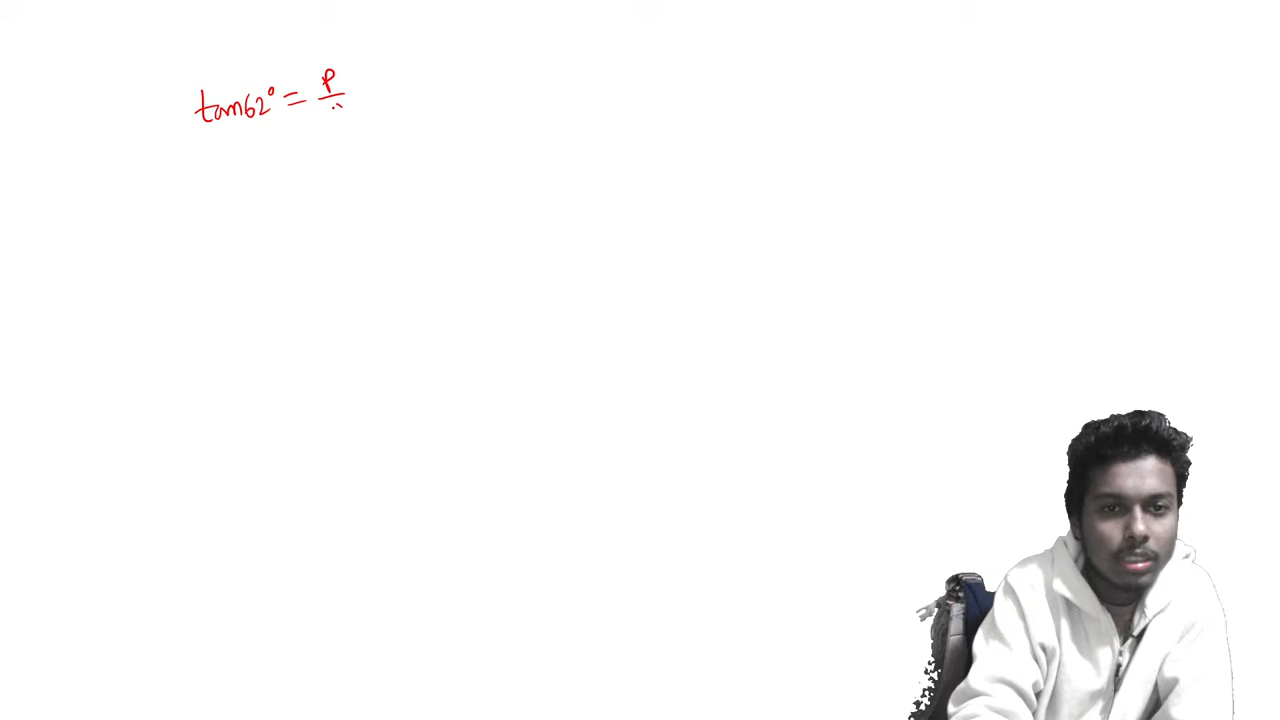 tan62° = P/